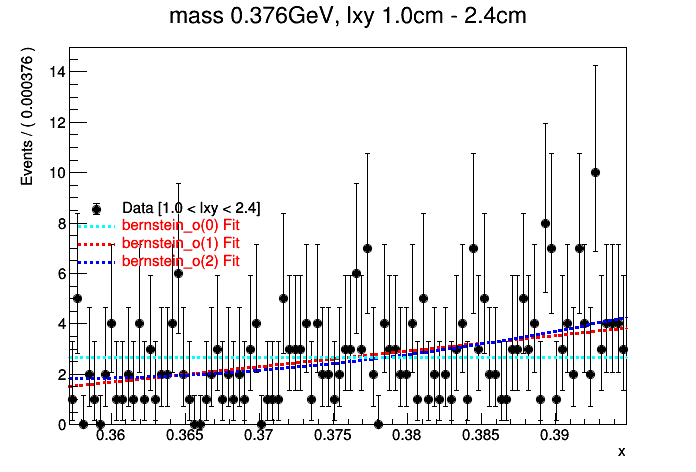 mass 0.376GeV, lxy 1.0cm - 2.4cm
Events / ( 0.000376 )
14
12
10
8
6
4
2
0
Data [1.0 < lxy < 2.4]
bernstein_o(0) Fit
bernstein_o(1) Fit
bernstein_o(2) Fit
0.36 0.365 0.37 0.375 0.38 0.385 0.39
x